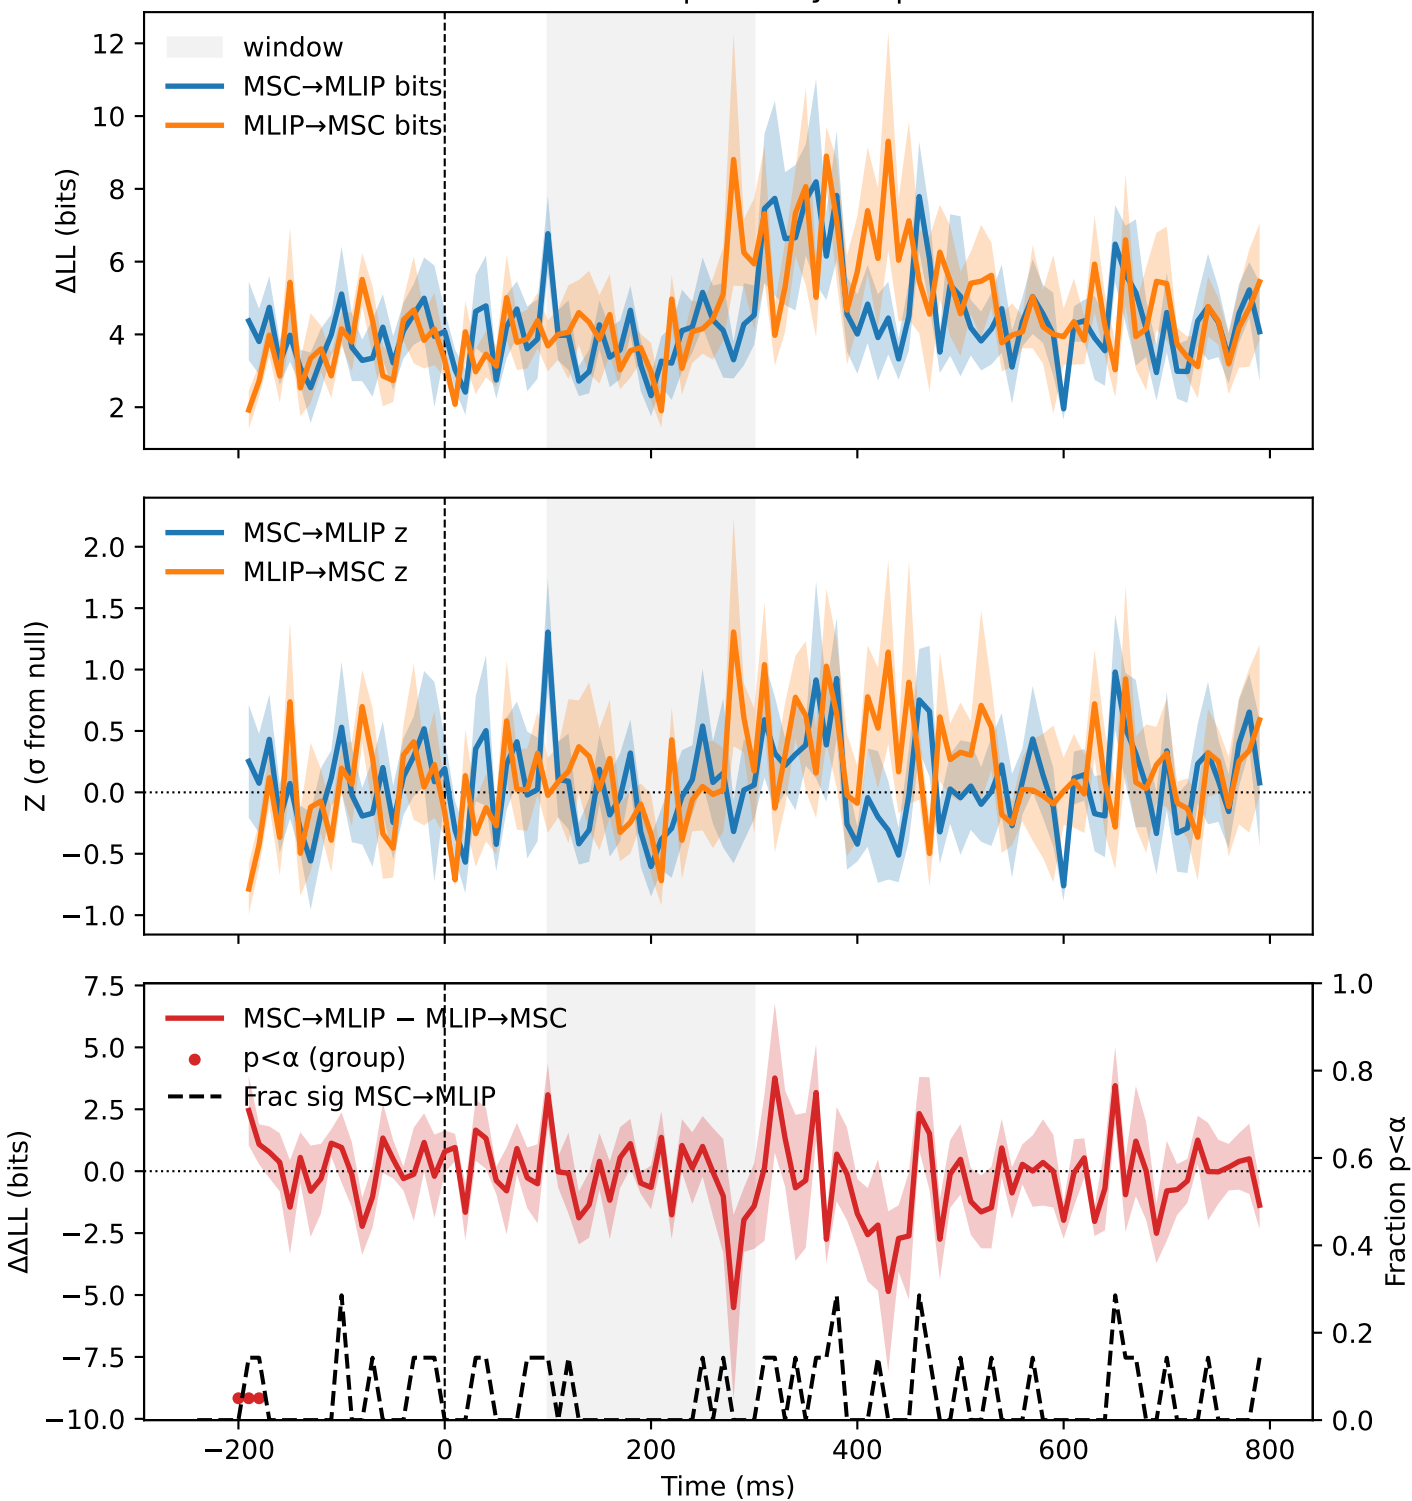 12
10
8
6
4
2
ΔLL (bits)
window
MSC→MLIP bits
MLIP→MSC bits
2.0
1.5
1.0
0.5
0.0
−0.5
−1.0
Z (σ from null)
MSC→MLIP z
MLIP→MSC z
7.5
5.0
2.5
0.0
−2.5
−5.0
−7.5
−10.0
ΔΔLL (bits)
MSC→MLIP − MLIP→MSC
p<α (group)
Frac sig MSC→MLIP
1.0
0.8
0.6
0.4
0.2
0.0
Fraction p<α
−200
0
200
400
600
800
Time (ms)